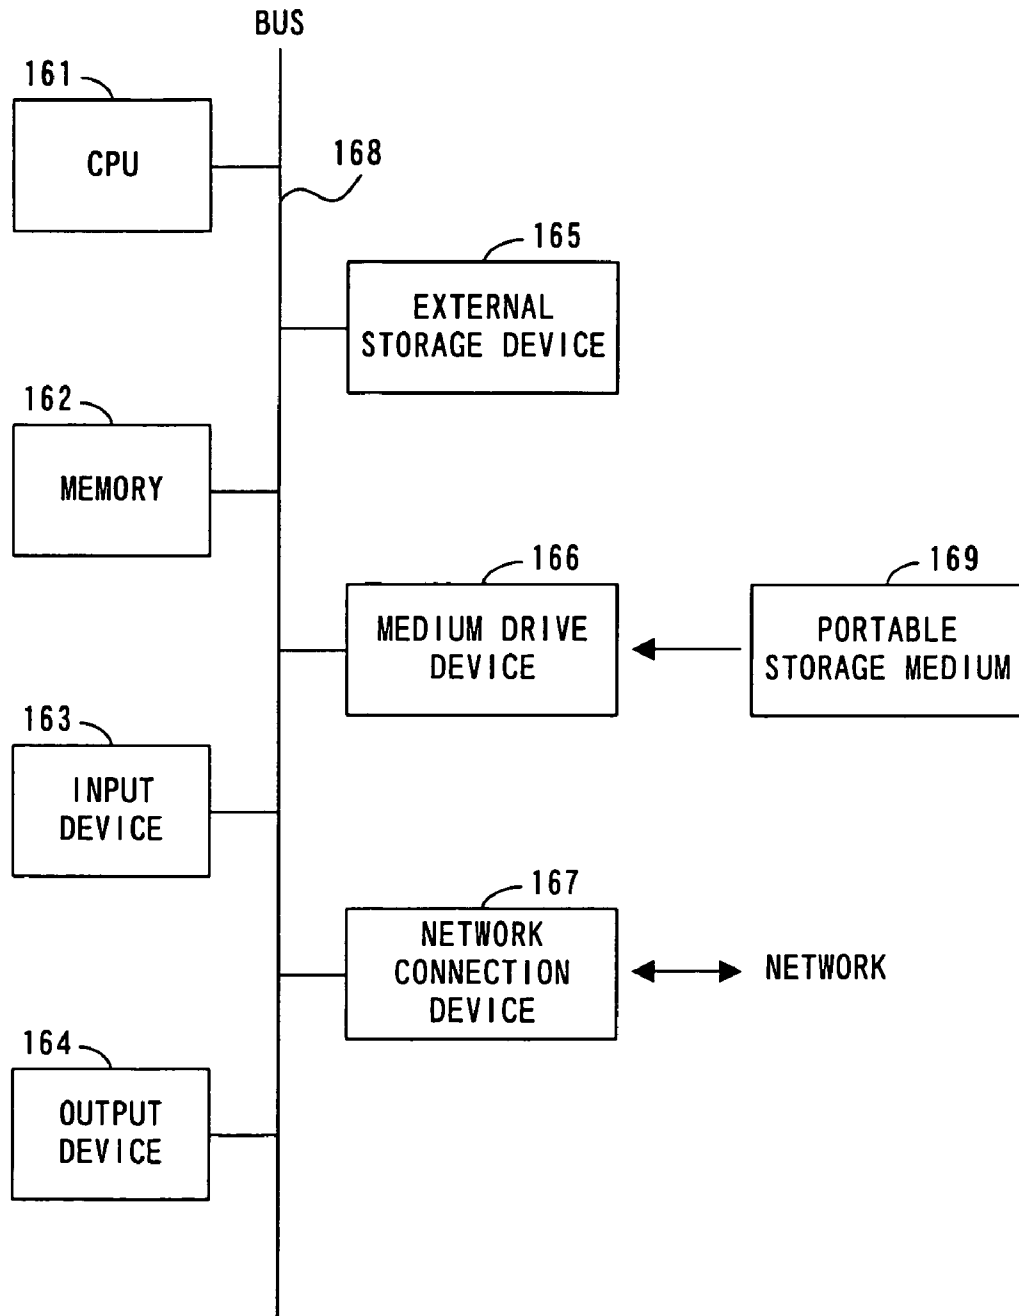 BUS
161
CPU
168
165
EXTERNAL
STORAGE DEVICE
162
MEMORY
166
MEDIUM DRIVE
DEVICE
169
PORTABLE
STORAGE MEDIUM
163
INPUT
DEVICE
167
NETWORK
CONNECTION
DEVICE
NETWORK
164
OUTPUT
DEVICE